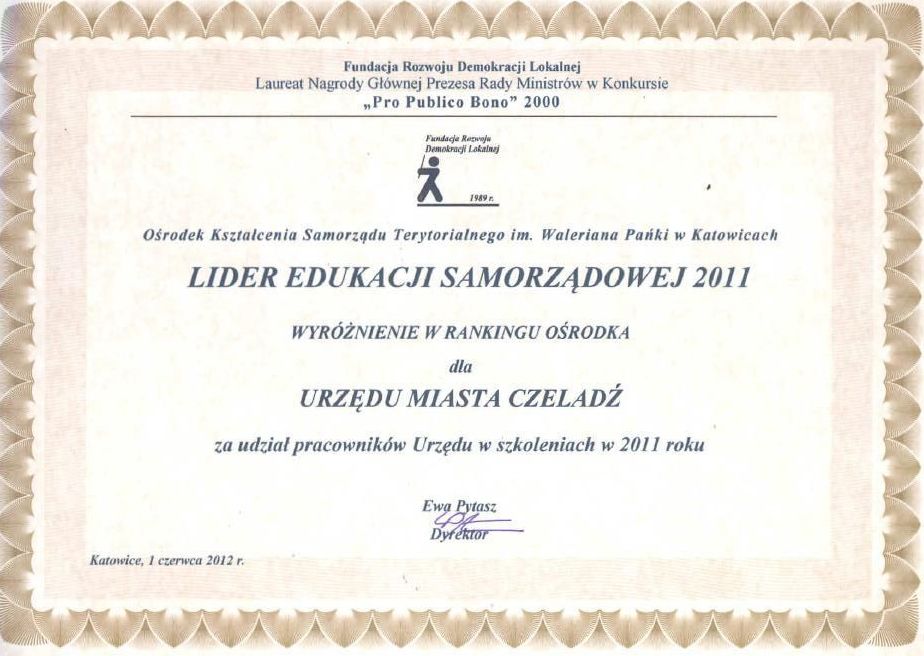 Fundacja Rozwoju Demokracji Lokalnej
Laureat Nagrody Głównej Prezesa Rady Ministrów w Konkursie
„Pro Publico Bono” 2000
Fundacja Rozwoju
Demokracji Lokalnej
1989 r.
Ośrodek Kształcenia Samorządu Terytorialnego im. Waleriana Pańki w Katowicach
LIDER EDUKACJI SAMORZĄDOWEJ 2011
WYRÓŻNIENIE W RANKINGU OŚRODKA
dla
URZĘDU MIASTA CZELADŹ
za udział pracowników Urzędu w szkoleniach w 2011 roku
Ewa Pytasz
Dyrektor
Katowice, 1 czerwca 2012 r.